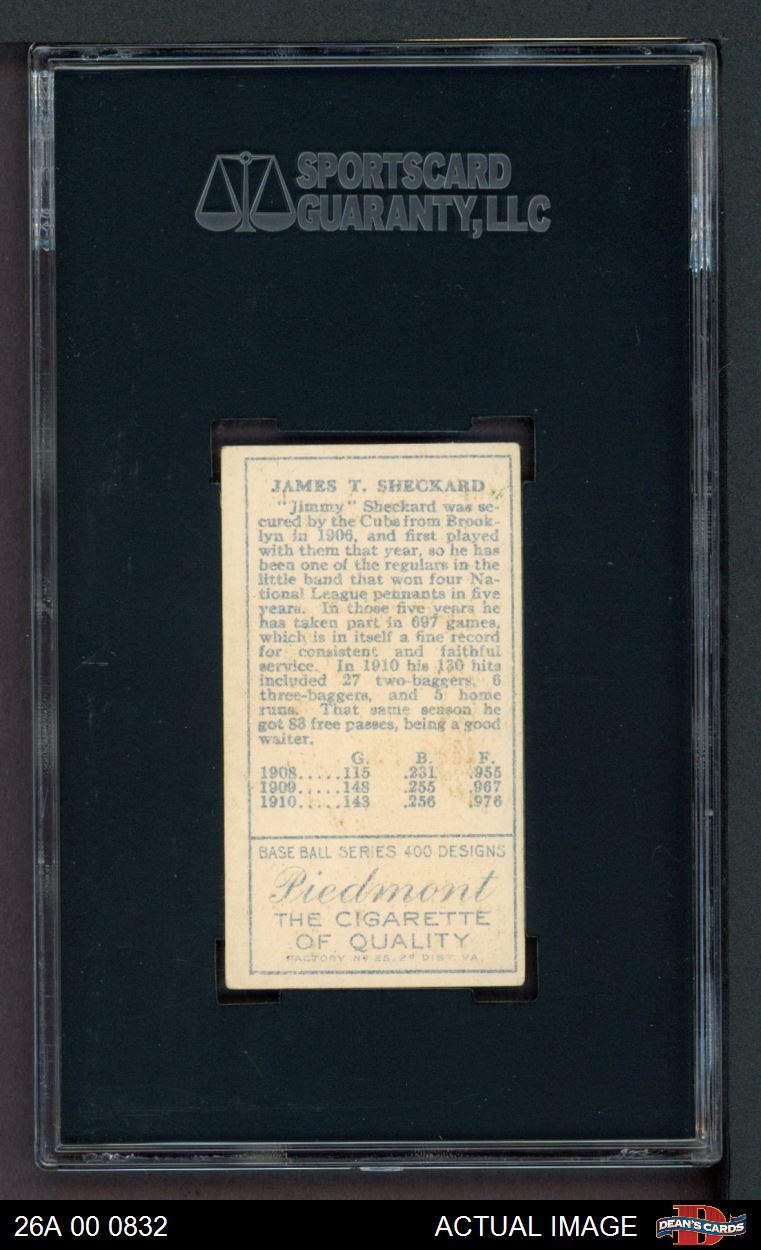 SPORTSCARD
GUARANTY, LLC
JAMES T. SHECKARD
"Jimmy" Sheckard was se-
cured by the Cubs from Brook-
lyn in 1906, and first played
with them that year, so he has
been one of the regulars in the
little band that won four Na-
tional League pennants in five
years. In those five years he
has taken part in 697 games,
which is in itself a fine record
for consistent and faithful
service. In 1910 his 130 hits
included 27 two-baggers, 6
three-baggers, and 5 home
runs. That same season he
got 83 free passes, being a good
waiter.
G. B. F.
1908.....115 .231 .955
1909.....148 .255 .967
1910.....143 .256 .976
BASE BALL SERIES 400 DESIGNS
Piedmont
THE CIGARETTE
OF QUALITY
FACTORY Nº 25, 2ᴰ DIST. VA.
26A 00 0832 ACTUAL IMAGE DEAN'S CARDS